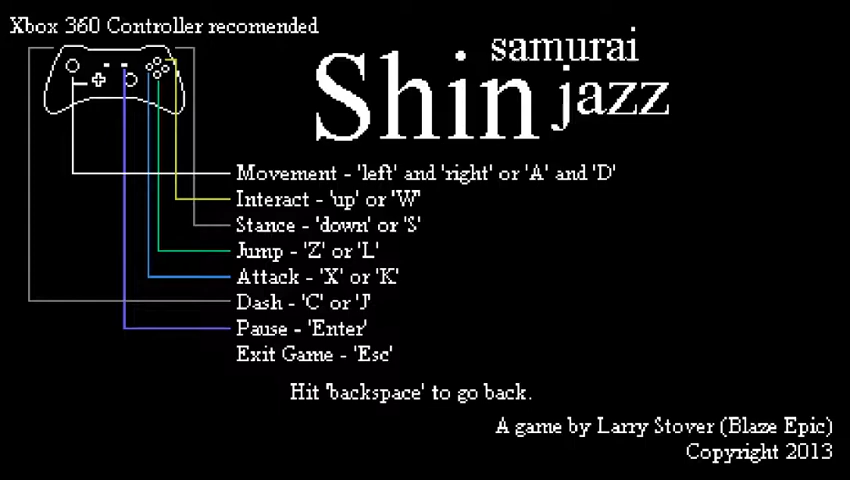 Xbox 360 Controller recomended
Shin samurai jazz
Movement - 'left' and 'right' or 'A' and 'D'
Interact - 'up' or 'W'
Stance - 'down' or 'S'
Jump - 'Z' or 'L'
Attack - 'X' or 'K'
Dash - 'C' or 'J'
Pause - 'Enter'
Exit Game - 'Esc'
Hit 'backspace' to go back.
A game by Larry Stover (Blaze Epic)
Copyright 2013